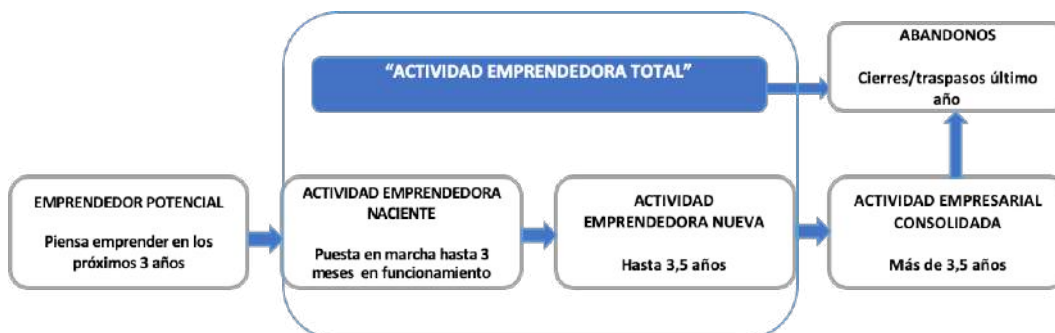 “ACTIVIDAD EMPRENDEDORA TOTAL”
ABANDONOS
Cierres/traspasos último
año
EMPRENDEDOR POTENCIAL
Piensa emprender en los
próximos 3 años
ACTIVIDAD EMPRENDEDORA
NACIENTE
Puesta en marcha hasta 3
meses en funcionamiento
ACTIVIDAD
EMPRENDEDORA NUEVA
Hasta 3,5 años
ACTIVIDAD EMPRESARIAL
CONSOLIDADA
Más de 3,5 años